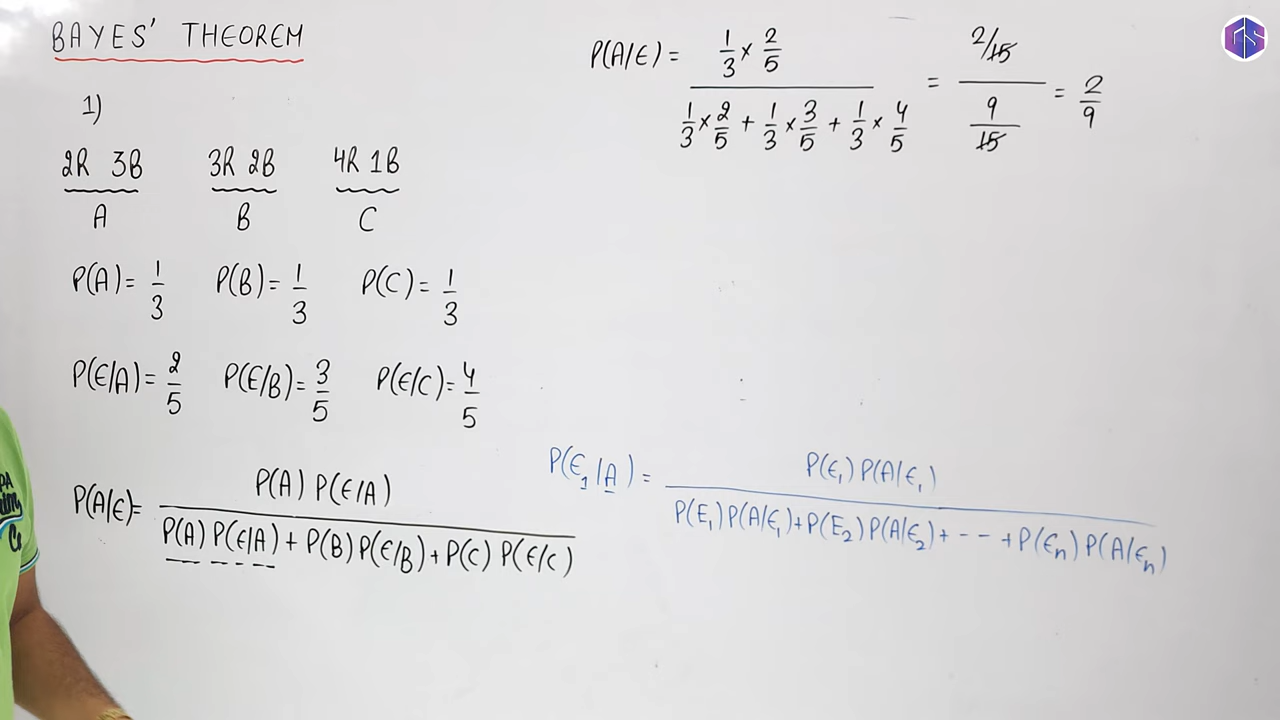 BAYES' THEOREM
1)
2R 3B   3R 2B   4R 1B
A   B   C
P(A)= 1/3   P(B)= 1/3   P(C)= 1/3
P(E/A)= 2/5   P(E/B)= 3/5   P(E/C)= 4/5
P(A/E)= P(A) P(E/A) / P(A) P(E/A) + P(B) P(E/B) + P(C) P(E/C)
P(A/E) = 1/3 × 2/5 / 1/3 × 2/5 + 1/3 × 3/5 + 1/3 × 4/5 = 2/15 / 9/15 = 2/9
P(E₁/A) = P(E₁) P(A/E₁) / P(E₁) P(A/E₁) + P(E₂) P(A/E₂) + -- + P(Eₙ) P(A/Eₙ)